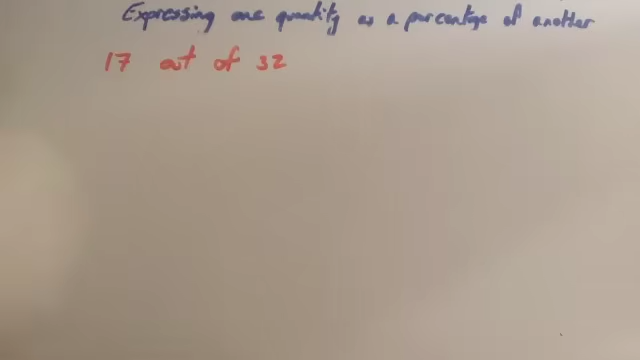 Expressing one quantity as a percentage of another
17 out of 32